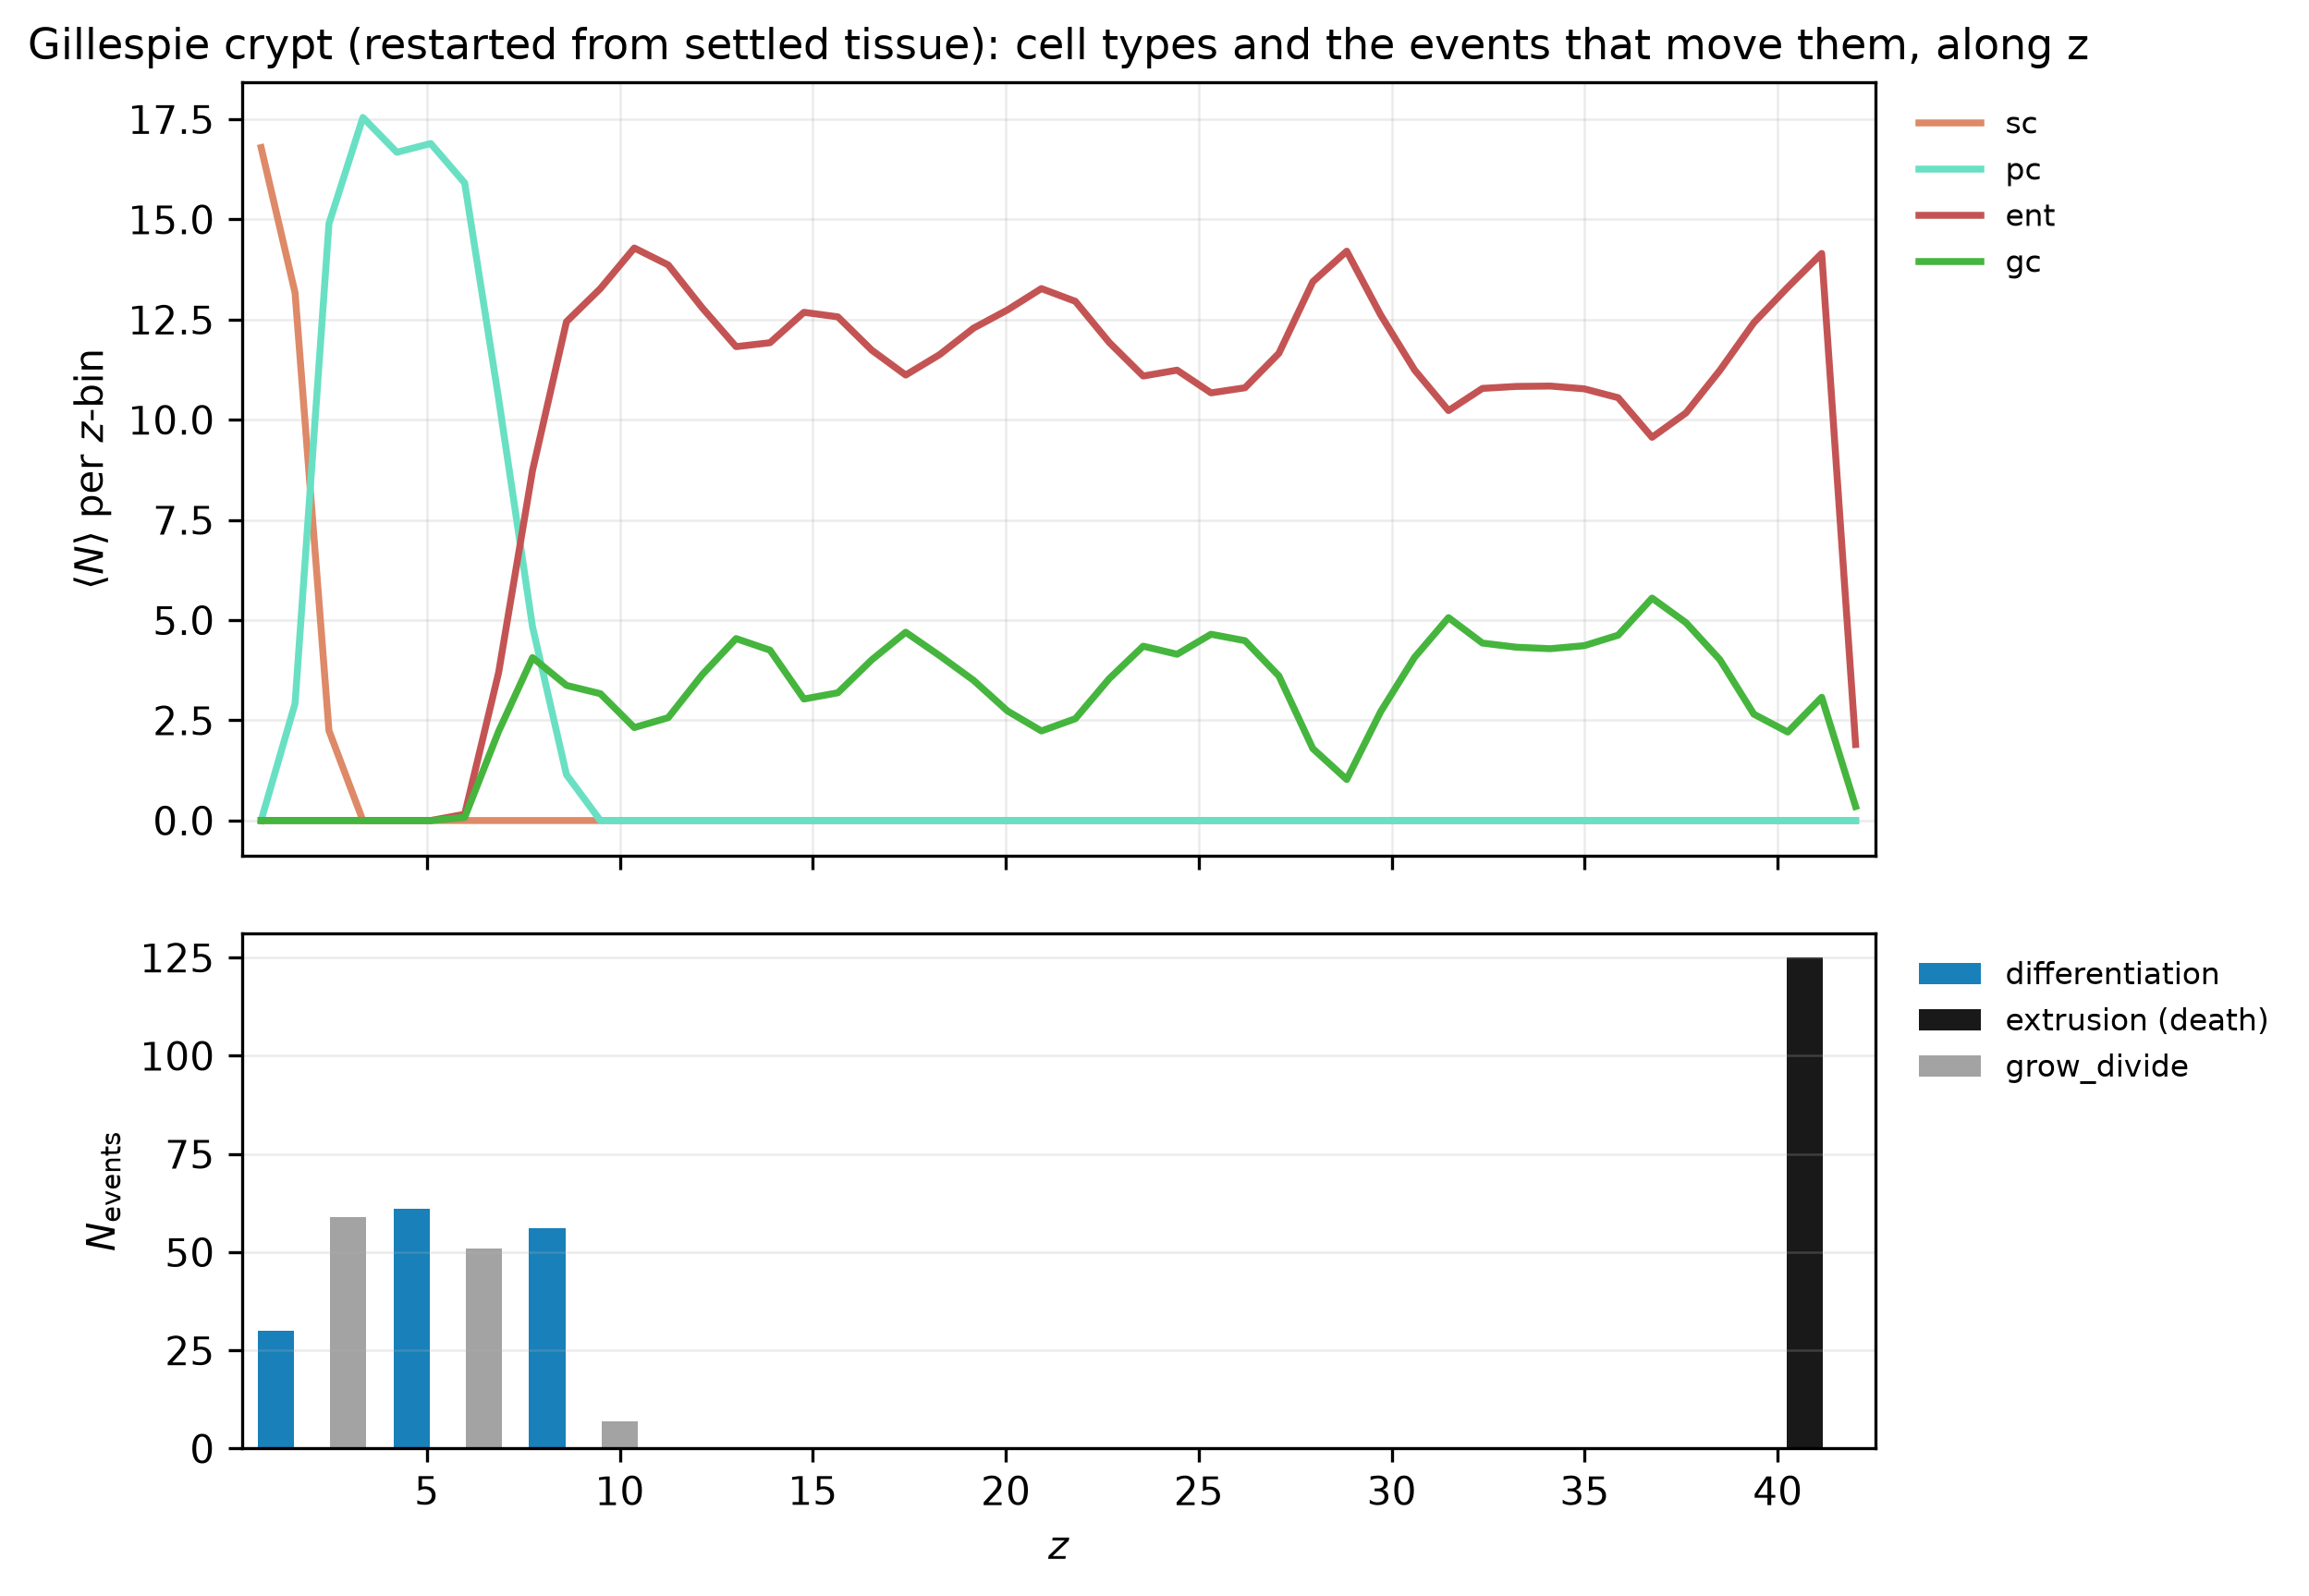 Gillespie crypt (restarted from settled tissue): cell types and the events that move them, along z
17.5
15.0
12.5
10.0
7.5
5.0
2.5
0.0
⟨N⟩ per z-bin
sc
pc
ent
gc
125
100
75
50
25
0
N_events
differentiation
extrusion (death)
grow_divide
5 10 15 20 25 30 35 40
z